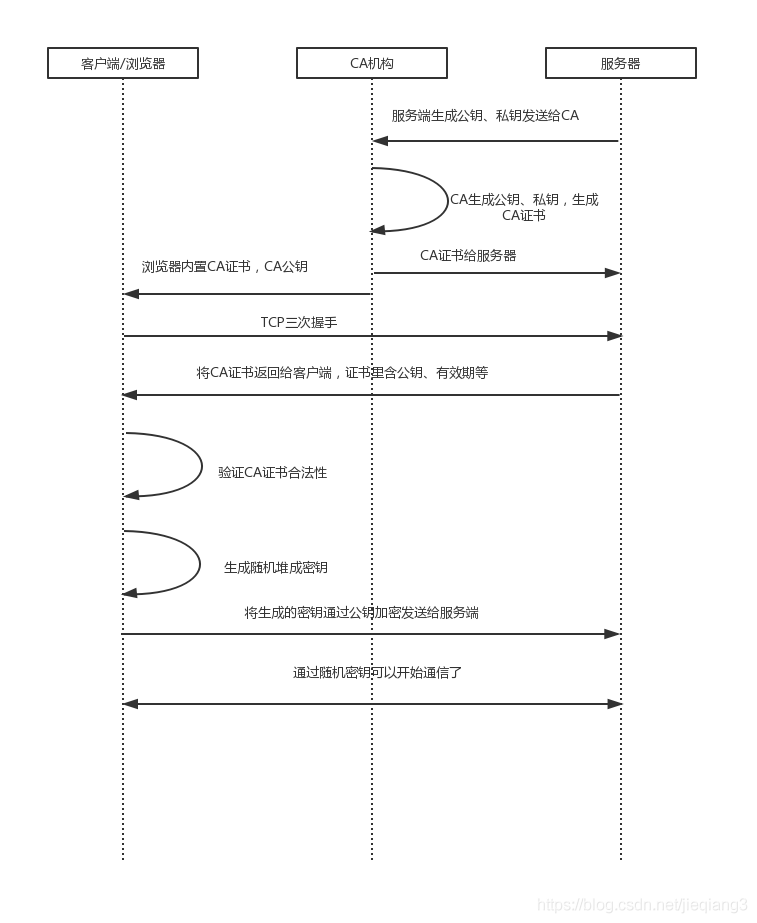 客户端/浏览器
CA机构
服务器
服务端生成公钥、私钥发送给CA
CA生成公钥、私钥，生成
CA证书
CA证书给服务器
浏览器内置CA证书，CA公钥
TCP三次握手
将CA证书返回给客户端，证书里含公钥、有效期等
验证CA证书合法性
生成随机堆成密钥
将生成的密钥通过公钥加密发送给服务端
通过随机密钥可以开始通信了
https://blog.csdn.net/jieqiang3